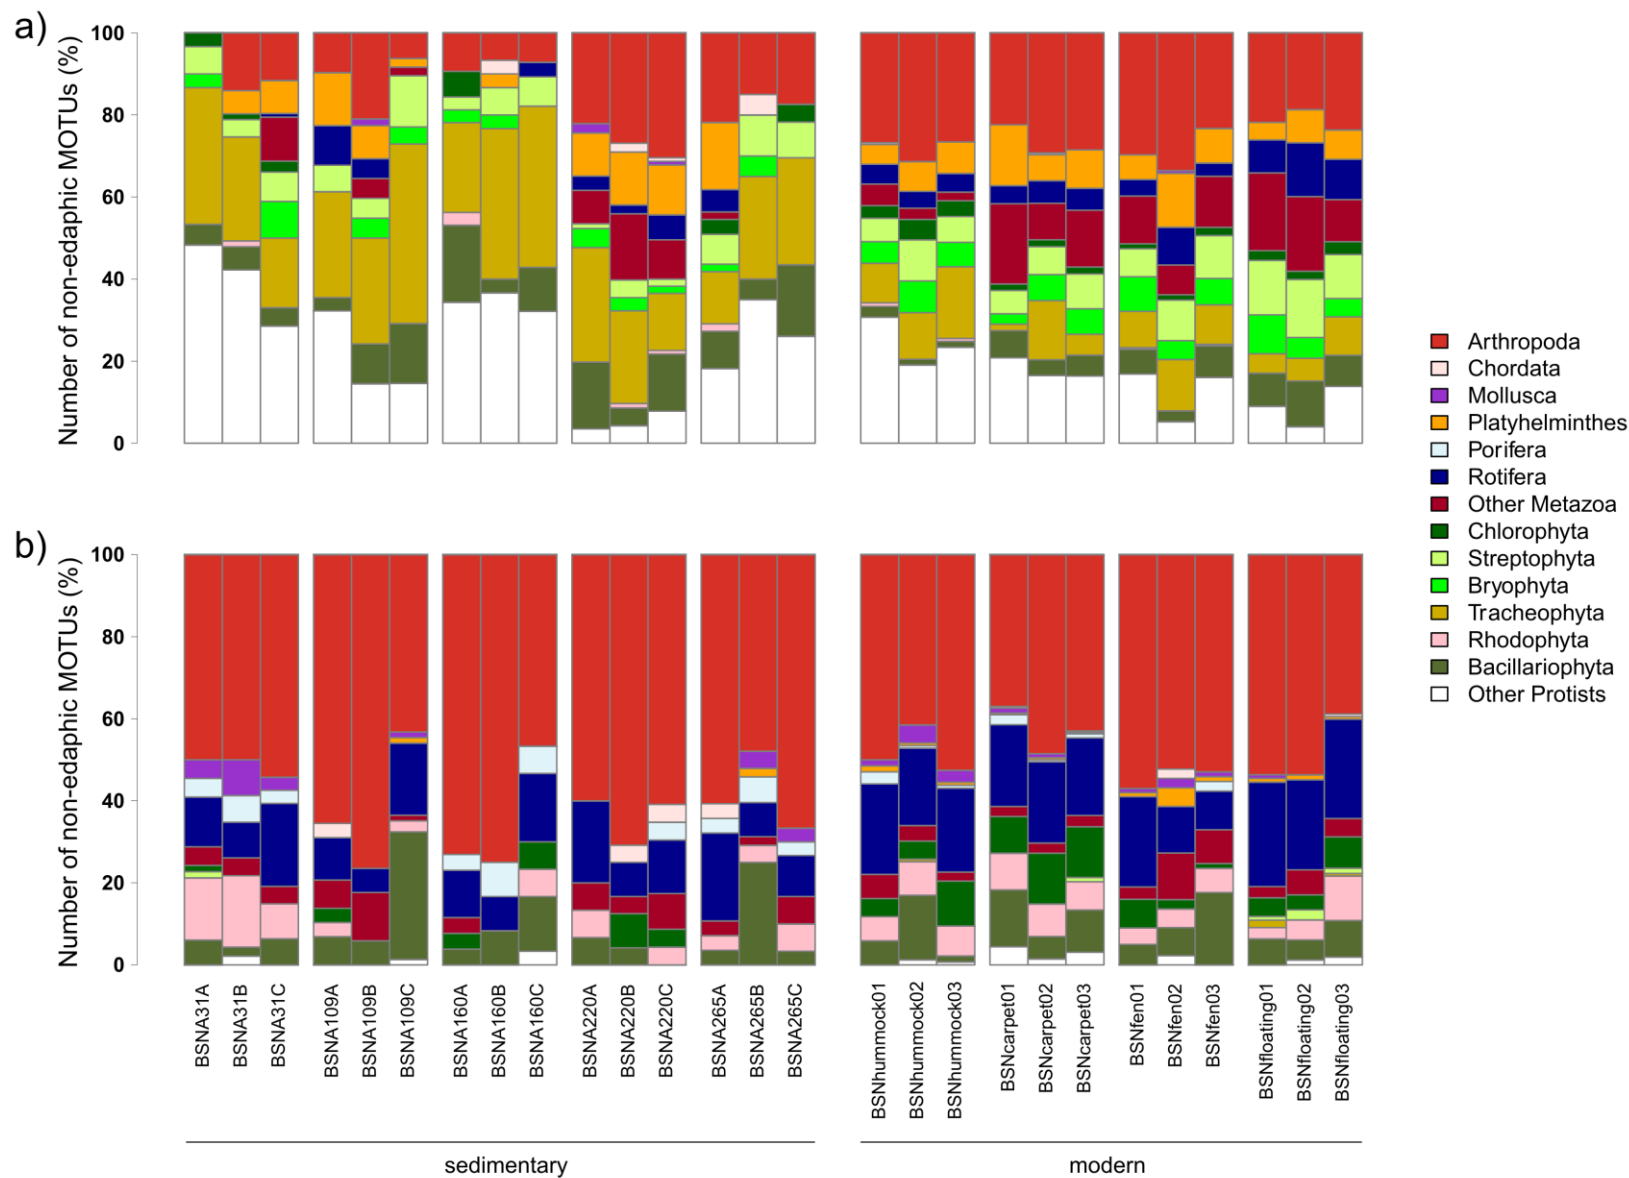 a)
Number of non-edaphic MOTUs (%)
100
80
60
40
20
0
b)
Number of non-edaphic MOTUs (%)
100
80
60
40
20
0
Arthropoda
Chordata
Mollusca
Platyhelminthes
Porifera
Rotifera
Other Metazoa
Chlorophyta
Streptophyta
Bryophyta
Tracheophyta
Rhodophyta
Bacillariophyta
Other Protists
BSNA31A
BSNA31B
BSNA31C
BSNA109A
BSNA109B
BSNA109C
BSNA160A
BSNA160B
BSNA160C
BSNA220A
BSNA220B
BSNA220C
BSNA265A
BSNA265B
BSNA265C
BSNhummock01
BSNhummock02
BSNhummock03
BSNcarpet01
BSNcarpet02
BSNcarpet03
BSNfen01
BSNfen02
BSNfen03
BSNfloating01
BSNfloating02
BSNfloating03
sedimentary
modern